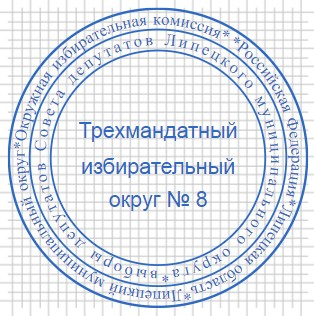 *Российская Федерация*Липецкая область*Липецкий муниципальный округ*Окружная избирательная комиссия*
*выборы депутатов Совета депутатов Липецкого муниципального округа
Трехмандатный
избирательный
округ № 8